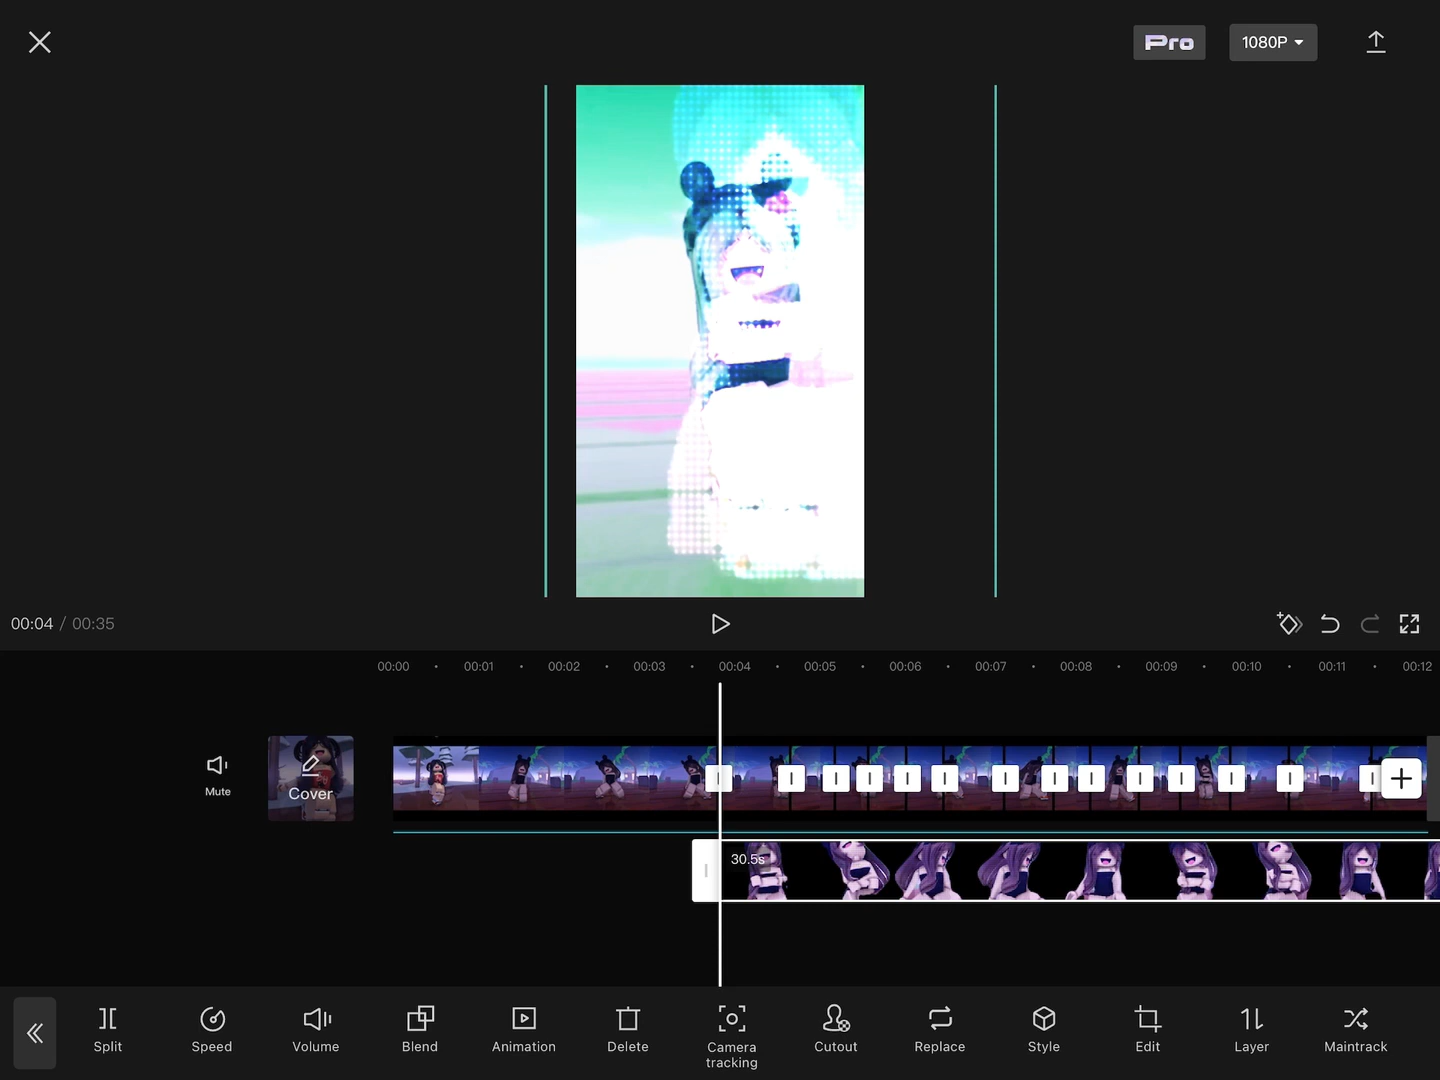 Pro
1080P
00:04 / 00:35
00:00 00:01 00:02 00:03 00:04 00:05 00:06 00:07 00:08 00:09 00:10 00:11 00:12
Mute
Cover
30.5s
Split
Speed
Volume
Blend
Animation
Delete
Camera
tracking
Cutout
Replace
Style
Edit
Layer
Maintrack